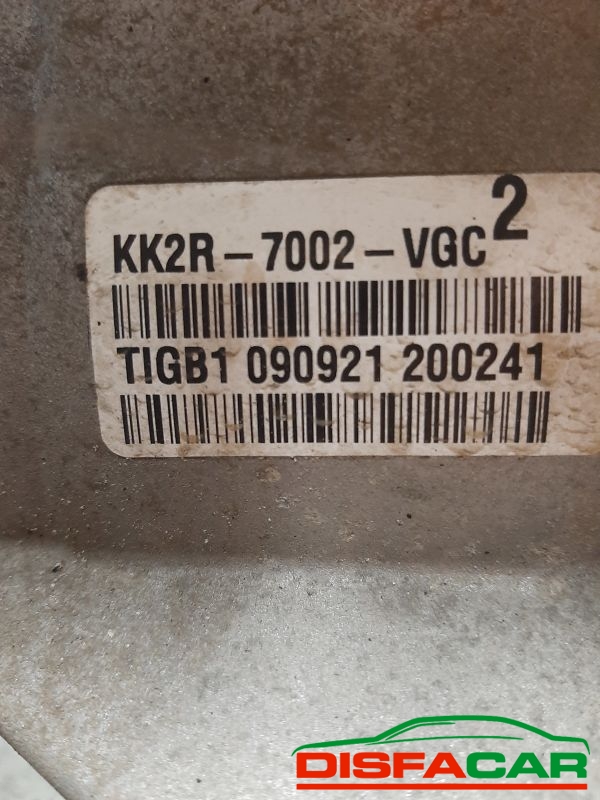 2
KK2R-7002-VGC
TIGB1 090921 200241
DISFACAR